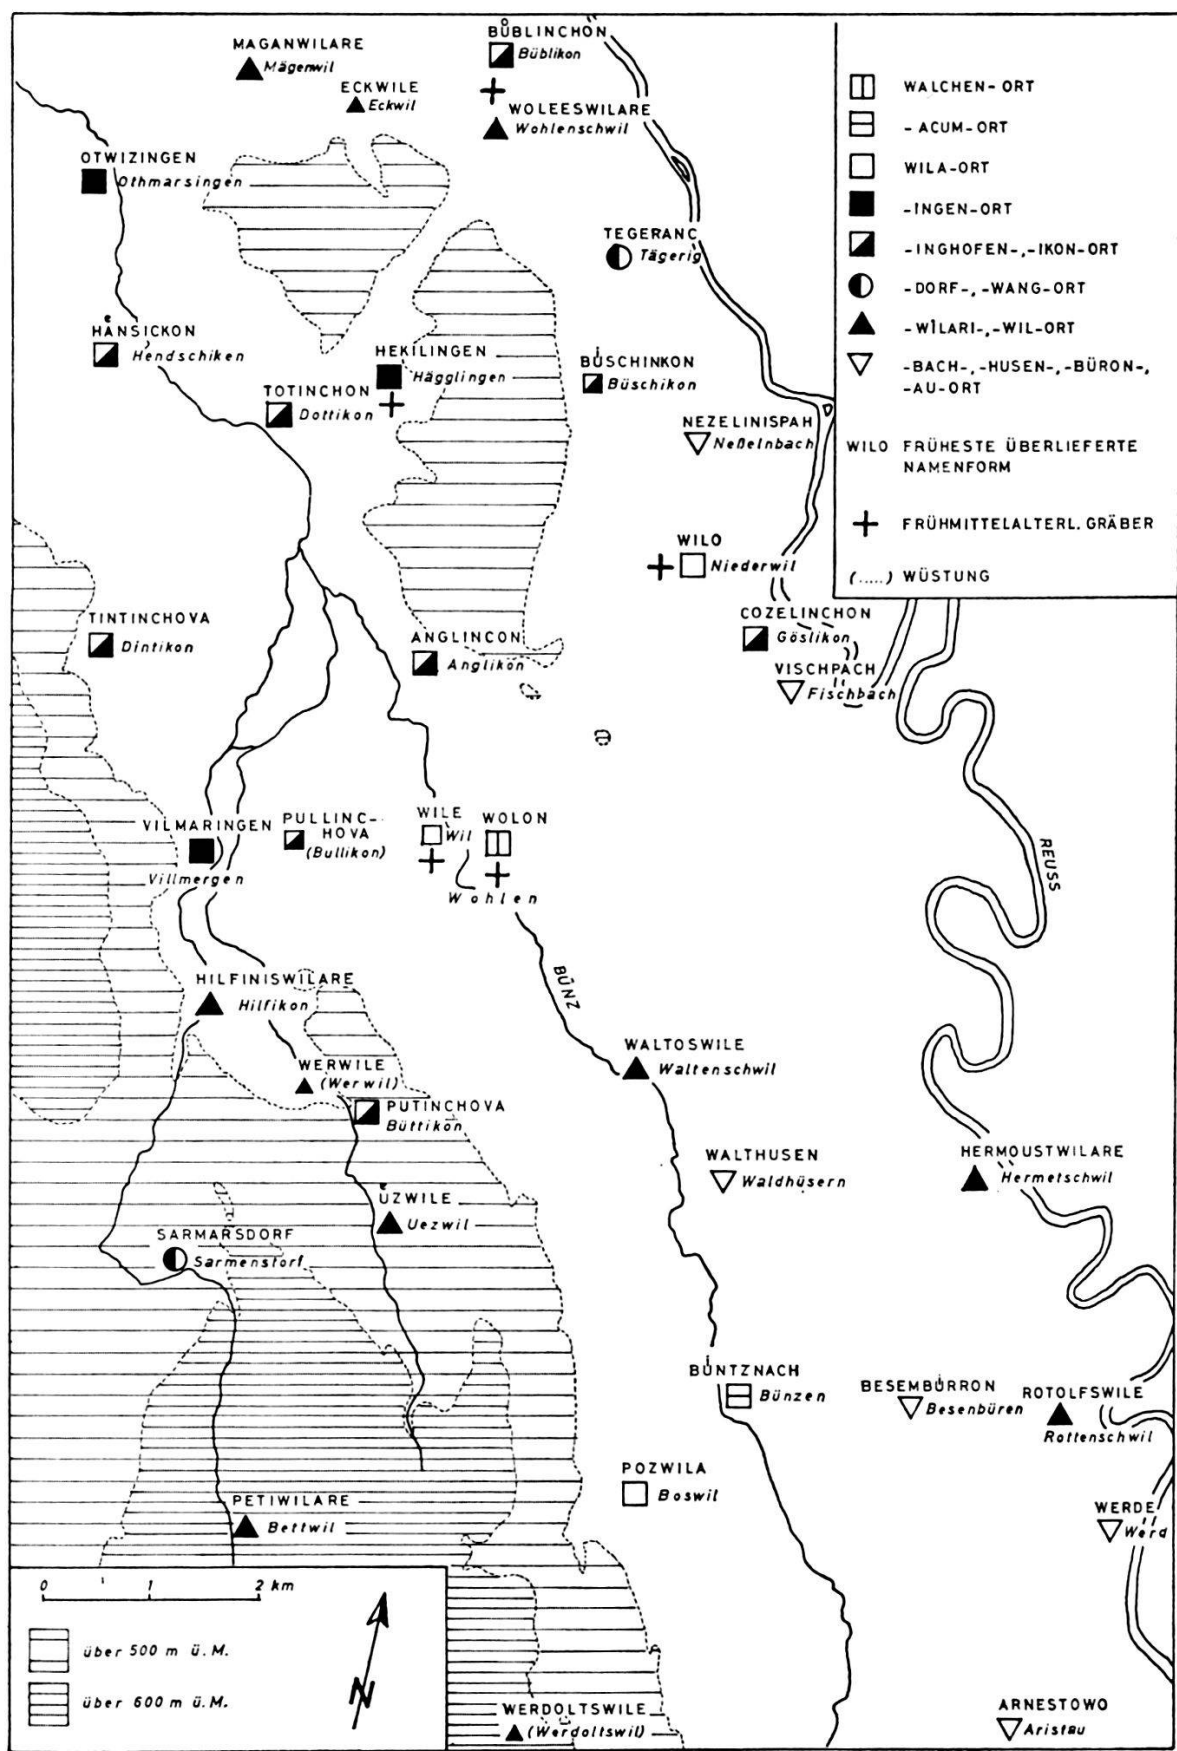 MAGANWILARE
Mägenwil
BŮBLINCHON
Büblikon
ECKWILE
Eckwil
WOLEESWILARE
Wohlenschwil
OTWIZINGEN
Othmarsingen
TEGERANC
Tägerig
HÄNSICKON
Hendschiken
HEKILINGEN
Hägglingen
BŮSCHINKON
Büschikon
TOTINCHON
Dottikon
NEZELINISPAH
Neßelnbach
WILO
Niederwil
TINTINCHOVA
Dintikon
ANGLINCON
Anglikon
COZELINCHON
Göslikon
VISCHPACH
Fischbach
VILMARINGEN
Villmergen
PULLINC-
HOVA
(Bullikon)
WILE
Wil
WOLON
Wohlen
REUSS
BÜNZ
HILFINISWILARE
Hilfikon
WERWILE
(Werwil)
PUTINCHOVA
Büttikon
WALTOSWILE
Waltenschwil
WALTHUSEN
Waldhüsern
HERMOUSTWILARE
Hermetschwil
ÜZWILE
Uezwil
SARMARSDORF
Sarmenstorf
BÜNTZNACH
Bünzen
BESEMBÜRRON
Besenbüren
ROTOLFSWILE
Rottenschwil
POZWILA
Boswil
PETIWILARE
Bettwil
WERDE
Werd
WERDOLTSWILE
(Werdoltswil)
ARNESTOWO
Aristau
WALCHEN-ORT
-ACUM-ORT
WILA-ORT
-INGEN-ORT
-INGHOFEN-,-IKON-ORT
-DORF-,-WANG-ORT
-WĪLARI-,-WIL-ORT
-BACH-,-HUSEN-,-BÜRON-,
-AU-ORT
WILO FRÜHESTE ÜBERLIEFERTE
NAMENFORM
FRÜHMITTELALTERL. GRÄBER
(.....) WÜSTUNG
0 1 2 km
über 500 m ü.M.
über 600 m ü.M.
N